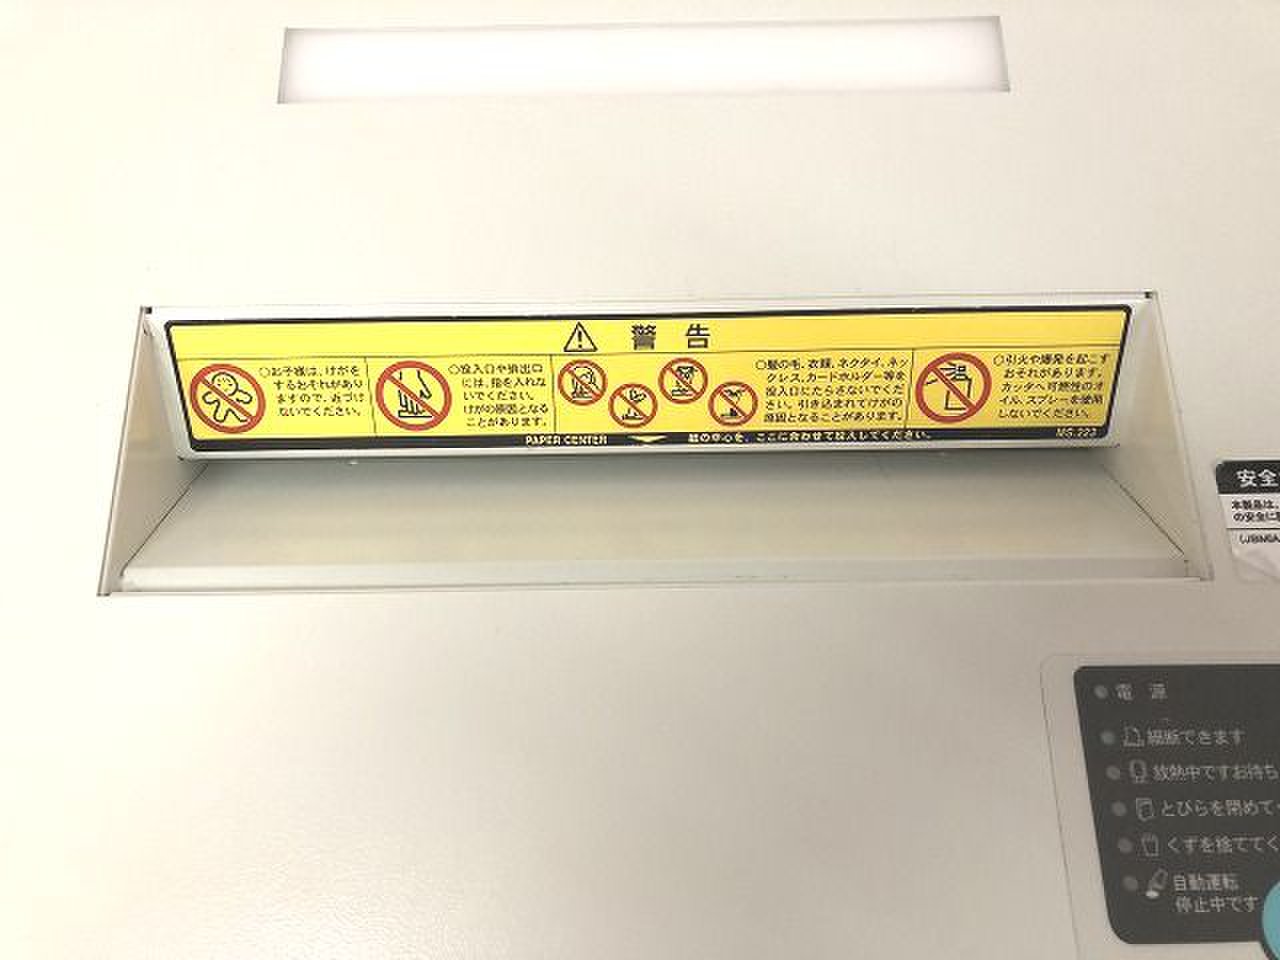 警告
○お子様は、けがを
するおそれがあり
ますので、近づけ
ないでください。
○投入口や排出口
には、指を入れな
いでください。
けがの原因となる
ことがあります。
○髪の毛、衣類、ネクタイ、ネッ
クレス、カードホルダー等を
投入口にたらさないでくだ
さい。引き込まれてけがの
原因となることがあります。
○引火や爆発を起こす
おそれがあります。
カッタへ可燃性のオ
イル、スプレーを使用
しないでください。
PAPER CENTER 紙の中心を、ここに合わせて投入してください。 MS-223
安全
本製品は、
の安全に
(JBMIA
電源
細断できます
放熱中ですお待ち
とびらを閉めて
くずを捨ててく
自動運転
停止中です